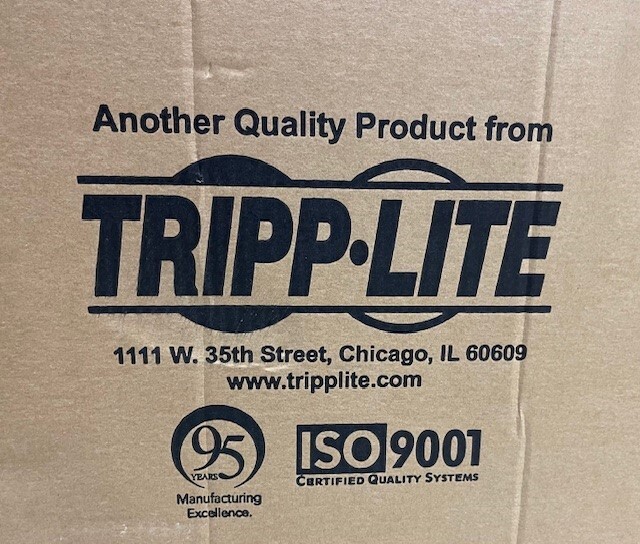 Another Quality Product from
TRIPP·LITE
1111 W. 35th Street, Chicago, IL 60609
www.tripplite.com
95
YEARS
Manufacturing
Excellence.
ISO 9001
CERTIFIED QUALITY SYSTEMS